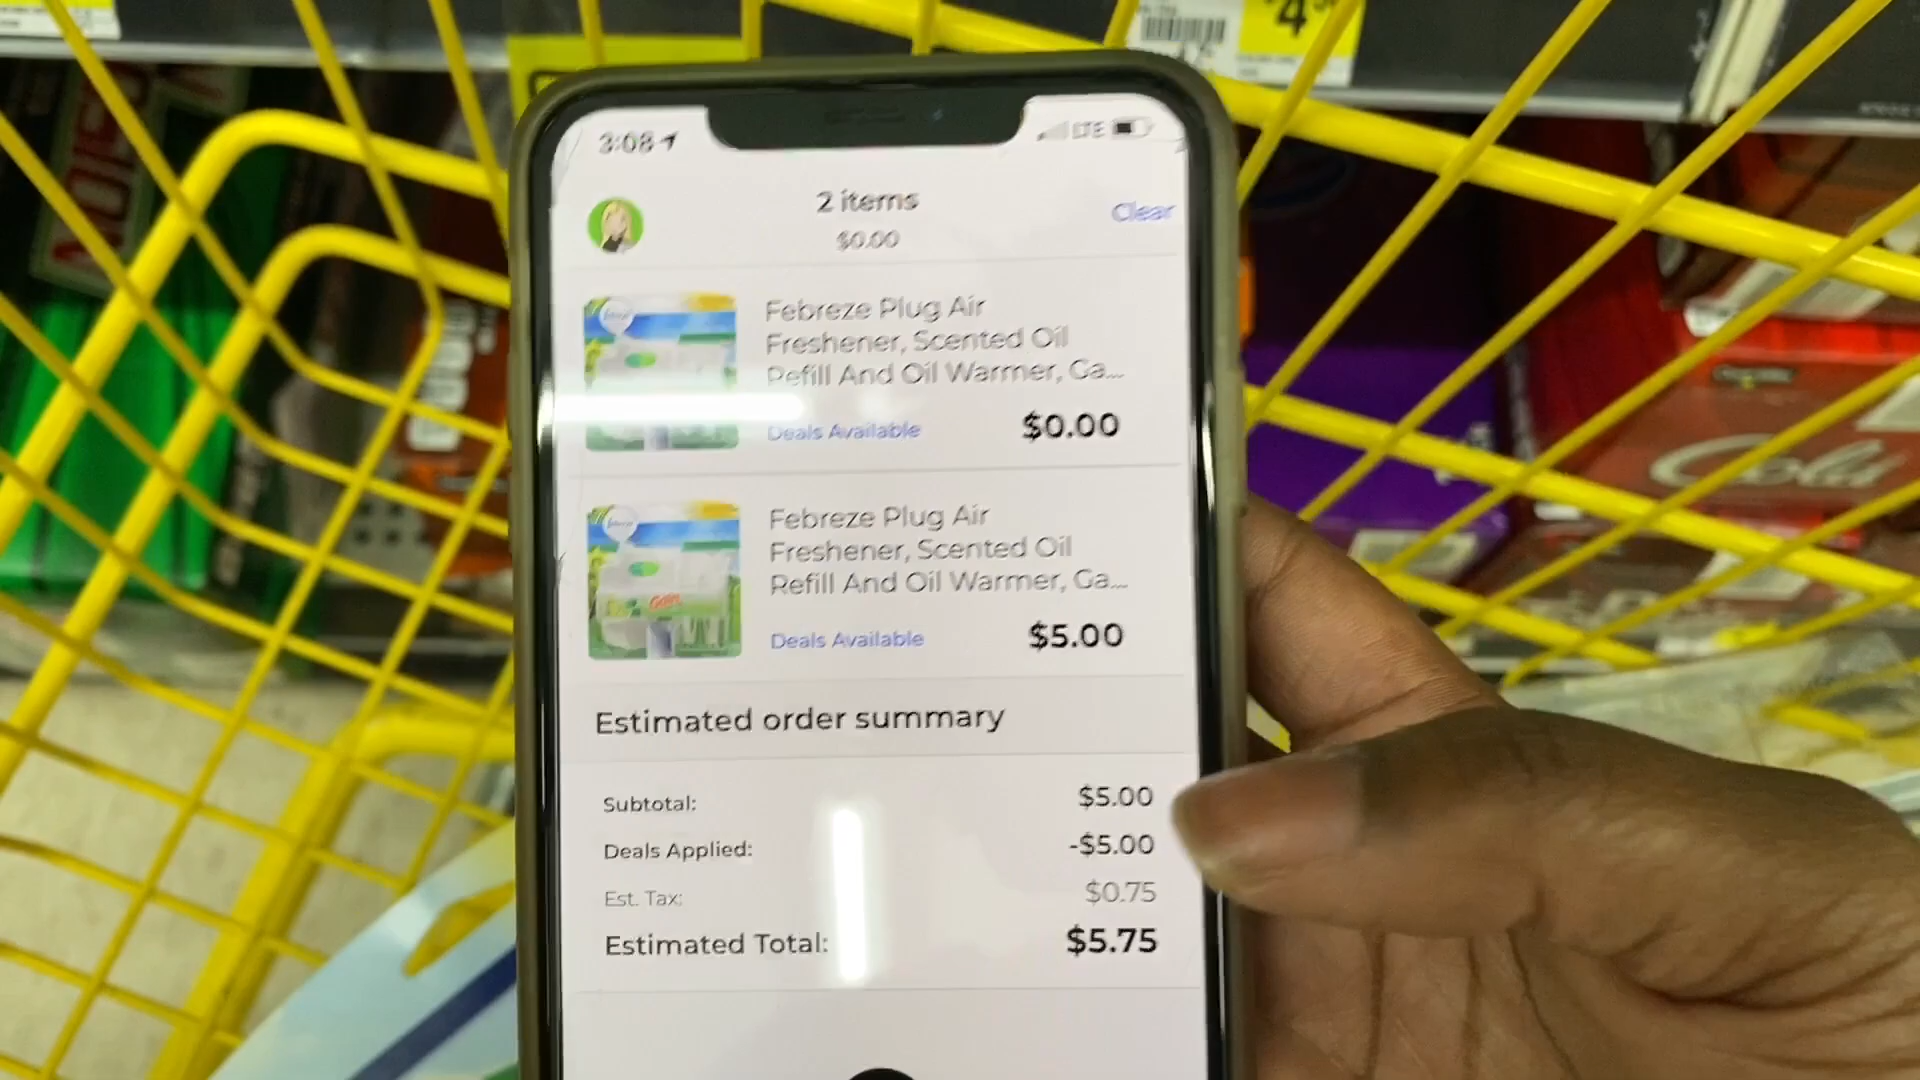 3:08
LTE
2 items
Clear
$0.00
Febreze Plug Air
Freshener, Scented Oil
Refill And Oil Warmer, Ga...
Deals Available
$0.00
Febreze Plug Air
Freshener, Scented Oil
Refill And Oil Warmer, Ga...
Gain
Deals Available
$5.00
Estimated order summary
Subtotal:
$5.00
Deals Applied:
-$5.00
Est. Tax:
$0.75
Estimated Total:
$5.75
Gold